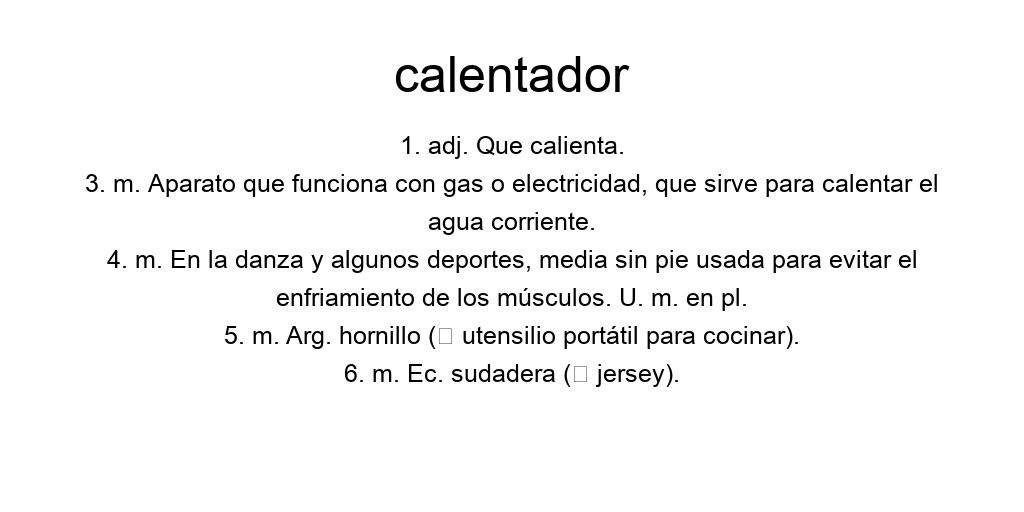 calentador
1. adj. Que calienta.
3. m. Aparato que funciona con gas o electricidad, que sirve para calentar el
agua corriente.
4. m. En la danza y algunos deportes, media sin pie usada para evitar el
enfriamiento de los músculos. U. m. en pl.
5. m. Arg. hornillo (▯ utensilio portátil para cocinar).
6. m. Ec. sudadera (▯ jersey).